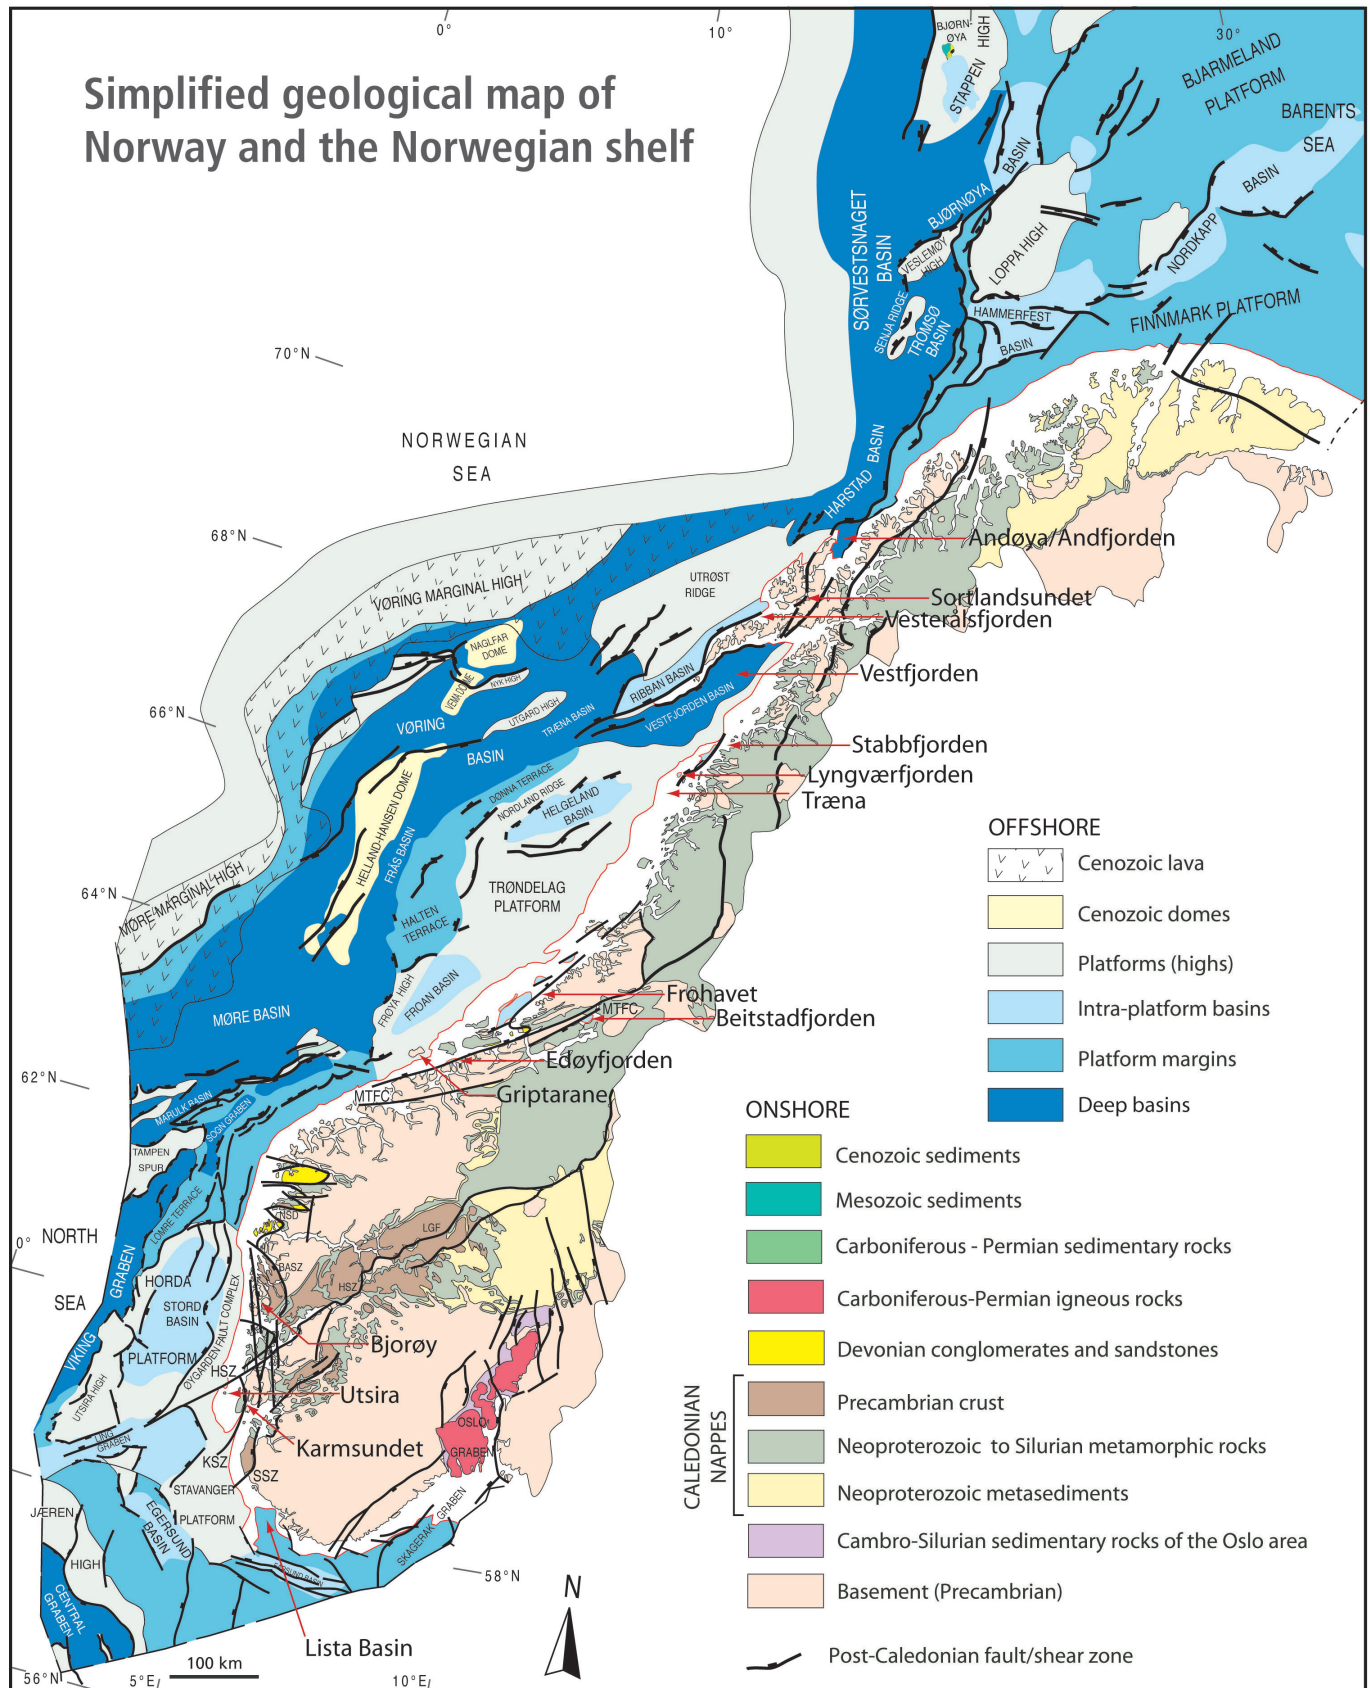 0°
10°
30°
Simplified geological map of
Norway and the Norwegian shelf
BJØRN-
ØYA
STAPPEN
HIGH
BJARMELAND
PLATFORM
BARENTS
SEA
BASIN
BJØRNØYA
BASIN
NORDKAPP
LOPPA HIGH
SØRVESTSNAGET
BASIN
VESLEMØY
HIGH
SENJA RIDGE
TROMSØ
BASIN
HAMMERFEST
BASIN
FINNMARK PLATFORM
70°N
NORWEGIAN
SEA
HARSTAD BASIN
68°N
Andøya/Andfjorden
VØRING MARGINAL HIGH
UTRØST
RIDGE
Sortlandsundet
Vesterålsfjorden
NAGLFAR
DOME
VEMA DOME
NYK HIGH
RIBBAN BASIN
Vestfjorden
66°N
VØRING
BASIN
UTGARD HIGH
TRÆNA BASIN
VESTFJORDEN BASIN
Stabbfjorden
Lyngværfjorden
Træna
HELLAND-HANSEN DOME
DØNNA TERRACE
NORDLAND RIDGE
HELGELAND
BASIN
FRÅS BASIN
OFFSHORE
Cenozoic lava
Cenozoic domes
Platforms (highs)
Intra-platform basins
Platform margins
Deep basins
64°N
MØRE MARGINAL HIGH
TRØNDELAG
PLATFORM
HALTEN
TERRACE
FRØYA HIGH
FROAN BASIN
MØRE BASIN
Frohavet
MTFC
Beitstadfjorden
Edøyfjorden
Griptarane
MTFC
62°N
MARULK BASIN
SOGN GRABEN
TAMPEN
SPUR
LOMRE TERRACE
NSD
LGF
BASZ
HSZ
NORTH
SEA
0°
VIKING
GRABEN
HORDA
STORD
BASIN
PLATFORM
ØYGARDEN FAULT COMPLEX
HSZ
Bjorøy
Utsira
Karmsundet
UTSIRA HIGH
LING
GRABEN
KSZ
SSZ
STAVANGER
PLATFORM
OSLO
GRABEN
JÆREN
HIGH
EGERSUND
BASIN
CENTRAL
GRABEN
SKAGERAK
GRABEN
58°N
Lista Basin
N
56°N
5°E
100 km
10°E
ONSHORE
Cenozoic sediments
Mesozoic sediments
Carboniferous - Permian sedimentary rocks
Carboniferous-Permian igneous rocks
Devonian conglomerates and sandstones
CALEDONIAN
NAPPES
Precambrian crust
Neoproterozoic to Silurian metamorphic rocks
Neoproterozoic metasediments
Cambro-Silurian sedimentary rocks of the Oslo area
Basement (Precambrian)
Post-Caledonian fault/shear zone